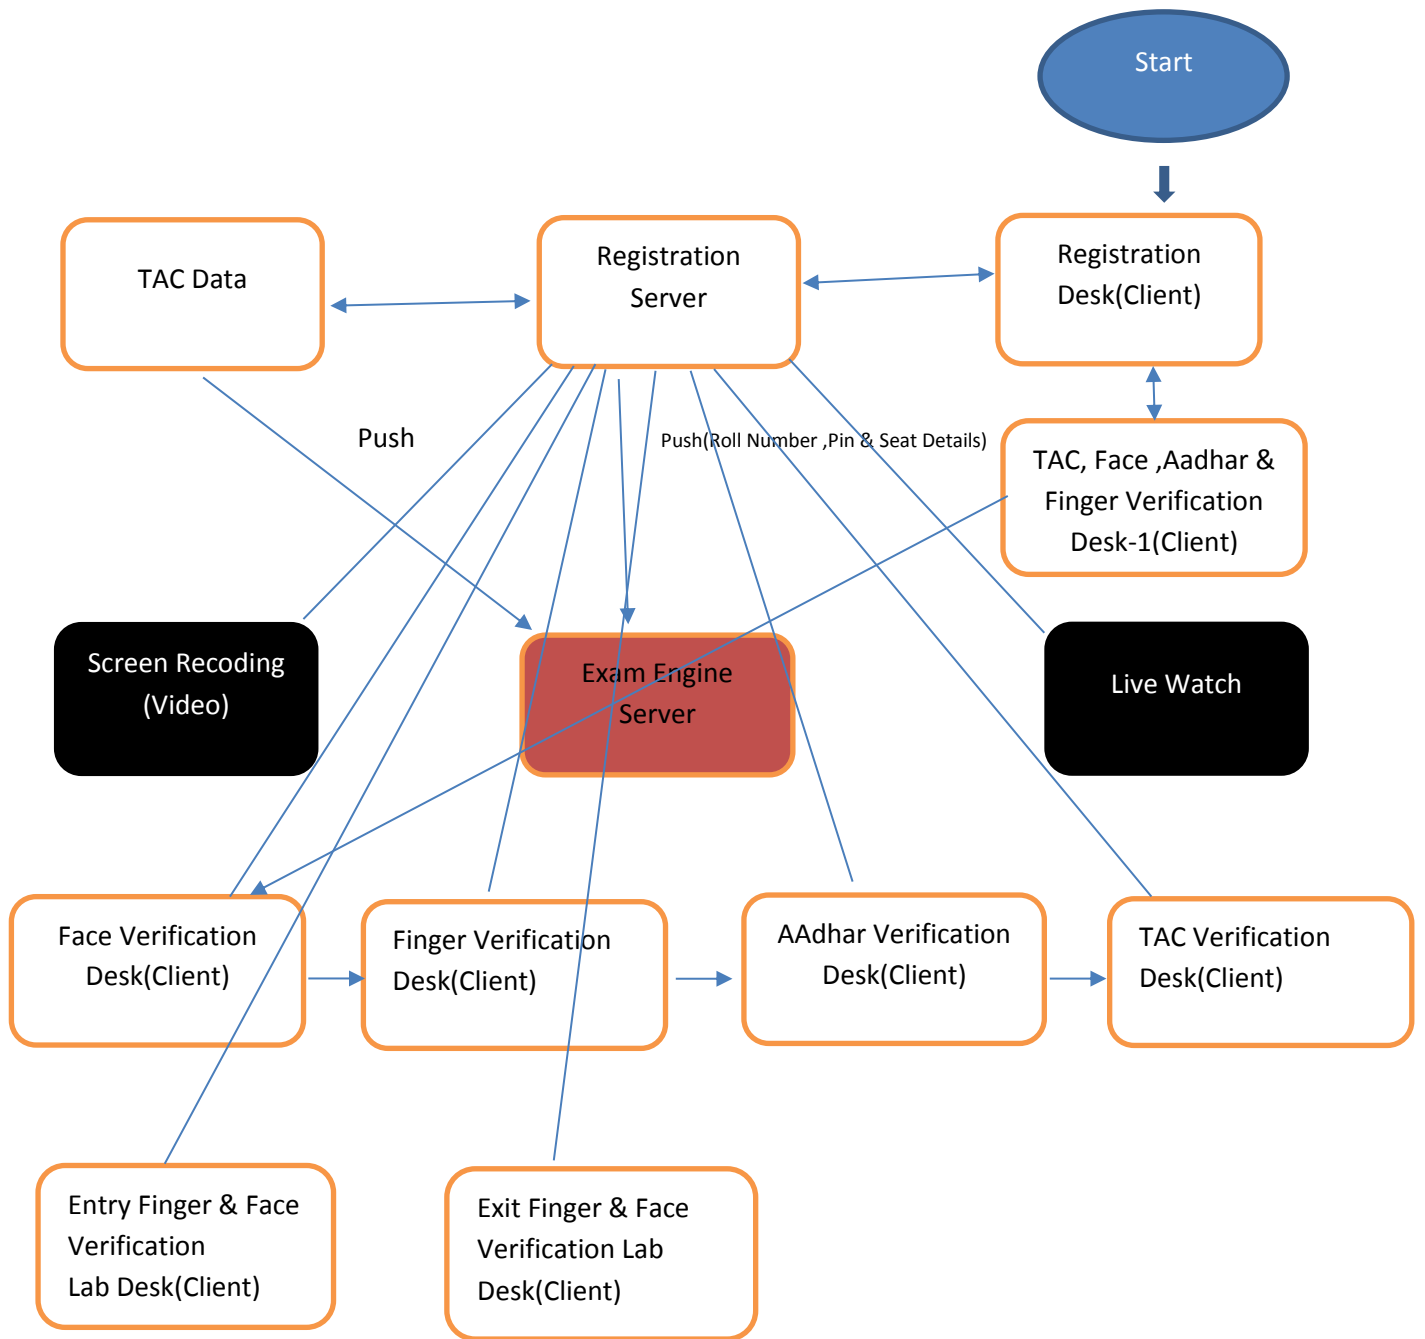 Start
TAC Data
Registration
Server
Registration
Desk(Client)
Push
Push(Roll Number ,Pin & Seat Details)
TAC, Face ,Aadhar &
Finger Verification
Desk-1(Client)
Screen Recoding
(Video)
Exam Engine
Server
Live Watch
Face Verification
Desk(Client)
Finger Verification
Desk(Client)
AAdhar Verification
Desk(Client)
TAC Verification
Desk(Client)
Entry Finger & Face
Verification
Lab Desk(Client)
Exit Finger & Face
Verification Lab
Desk(Client)